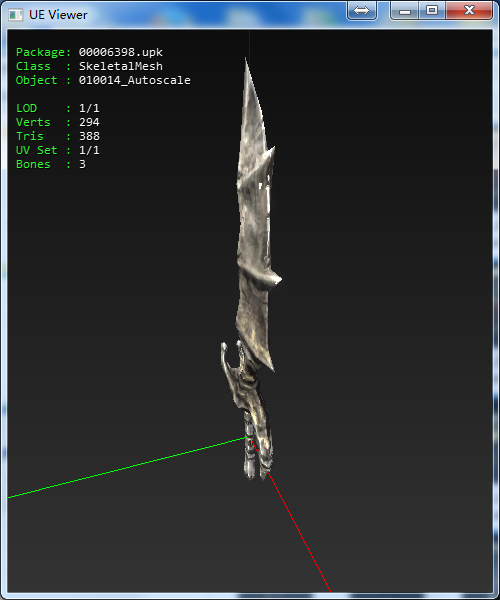 UE Viewer
Package: 00006398.upk
Class : SkeletalMesh
Object : 010014_Autoscale
LOD : 1/1
Verts : 294
Tris : 388
UV Set : 1/1
Bones : 3